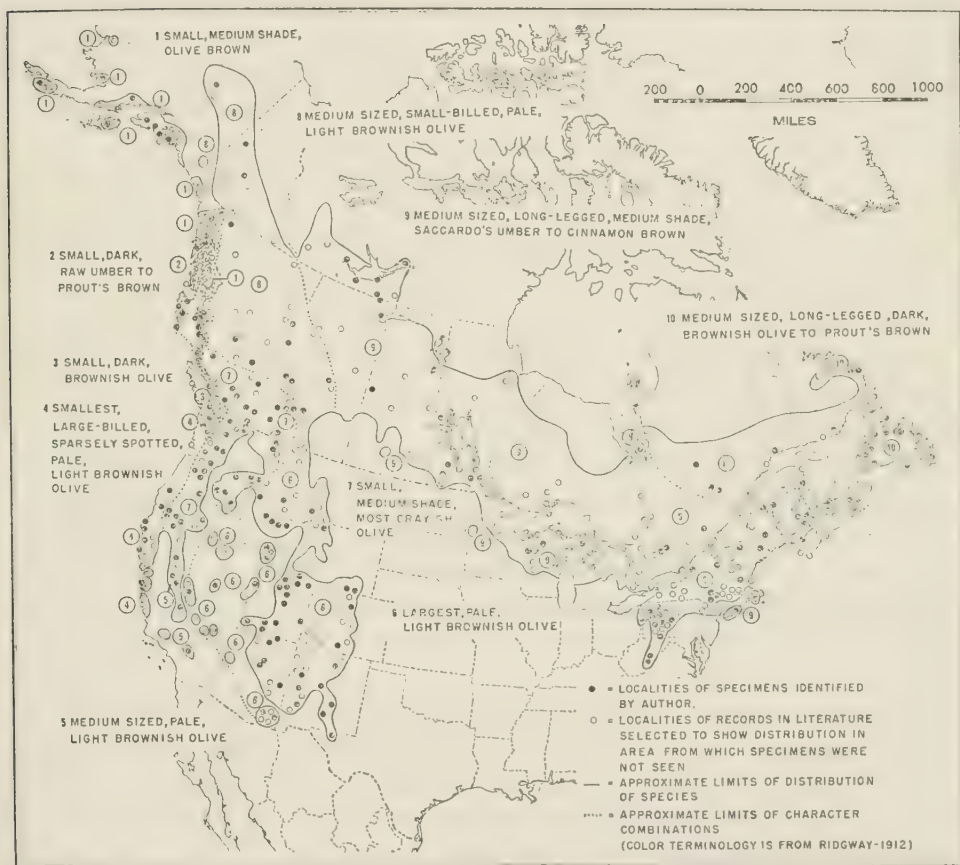 1 SMALL, MEDIUM SHADE,
OLIVE BROWN
200 0 200 400 600 800 1000
MILES
8 MEDIUM SIZED, SMALL-BILLED, PALE,
LIGHT BROWNISH OLIVE
9 MEDIUM SIZED, LONG-LEGGED, MEDIUM SHADE,
SACCARDO'S UMBER TO CINNAMON BROWN
2 SMALL, DARK,
RAW UMBER TO
PROUT'S BROWN
10 MEDIUM SIZED, LONG-LEGGED, DARK,
BROWNISH OLIVE TO PROUT'S BROWN
3 SMALL, DARK,
BROWNISH OLIVE
4 SMALLEST,
LARGE-BILLED,
SPARSELY SPOTTED,
PALE,
LIGHT BROWNISH
OLIVE
7 SMALL,
MEDIUM SHADE,
MOST GRAYISH
OLIVE
6 LARGEST, PALE,
LIGHT BROWNISH OLIVE
5 MEDIUM SIZED, PALE,
LIGHT BROWNISH OLIVE
● = LOCALITIES OF SPECIMENS IDENTIFIED
BY AUTHOR.
○ = LOCALITIES OF RECORDS IN LITERATURE
SELECTED TO SHOW DISTRIBUTION IN
AREA FROM WHICH SPECIMENS WERE
NOT SEEN
— = APPROXIMATE LIMITS OF DISTRIBUTION
OF SPECIES
····· = APPROXIMATE LIMITS OF CHARACTER
COMBINATIONS
(COLOR TERMINOLOGY IS FROM RIDGWAY-1912)